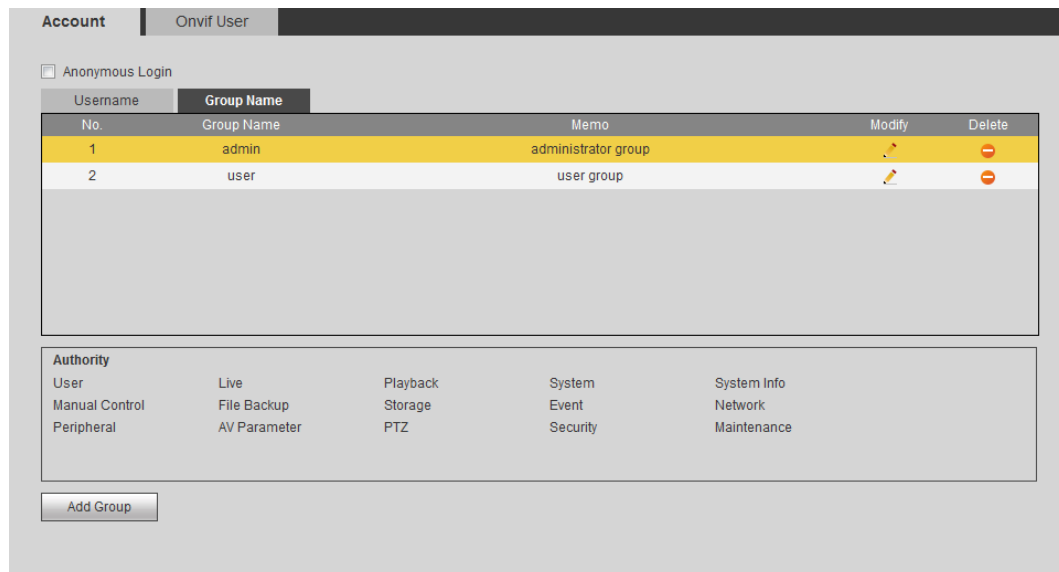 Account Onvif User
Anonymous Login
Username Group Name
No. Group Name Memo Modify Delete
1 admin administrator group
2 user user group
Authority
User Live Playback System System Info
Manual Control File Backup Storage Event Network
Peripheral AV Parameter PTZ Security Maintenance
Add Group